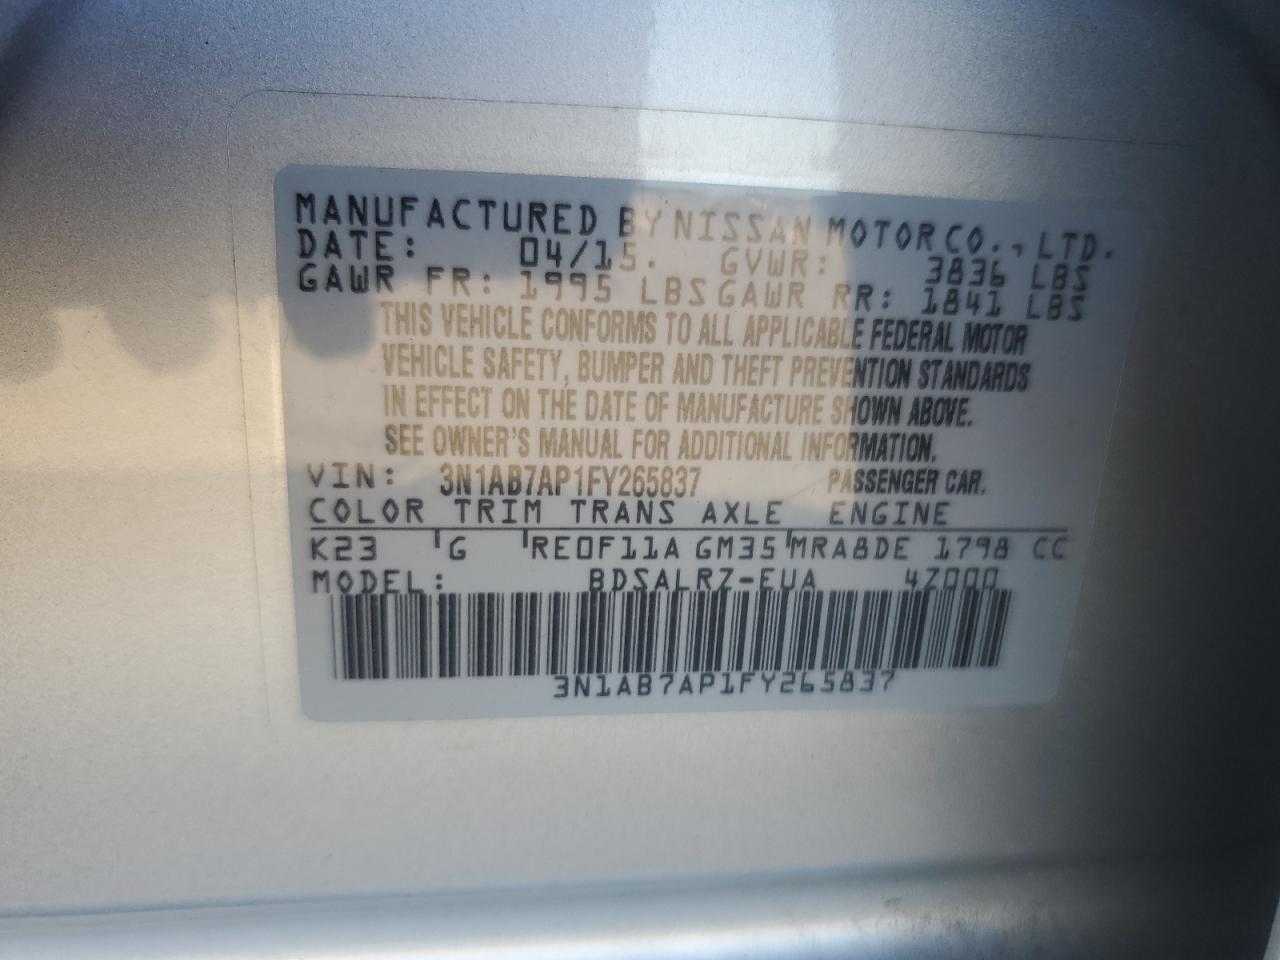 MANUFACTURED BY NISSAN MOTOR CO., LTD.
DATE: 04/15. GVWR: 3836 LBS
GAWR FR: 1995 LBS GAWR RR: 1841 LBS
THIS VEHICLE CONFORMS TO ALL APPLICABLE FEDERAL MOTOR
VEHICLE SAFETY, BUMPER AND THEFT PREVENTION STANDARDS
IN EFFECT ON THE DATE OF MANUFACTURE SHOWN ABOVE.
SEE OWNER'S MANUAL FOR ADDITIONAL INFORMATION.
VIN: 3N1AB7AP1FY265837 PASSENGER CAR.
COLOR TRIM TRANS AXLE ENGINE
K23 G RE0F11A GM35 MRA8DE 1798 CC
MODEL: BDSALRZ-EUA 4Z000
3N1AB7AP1FY265837